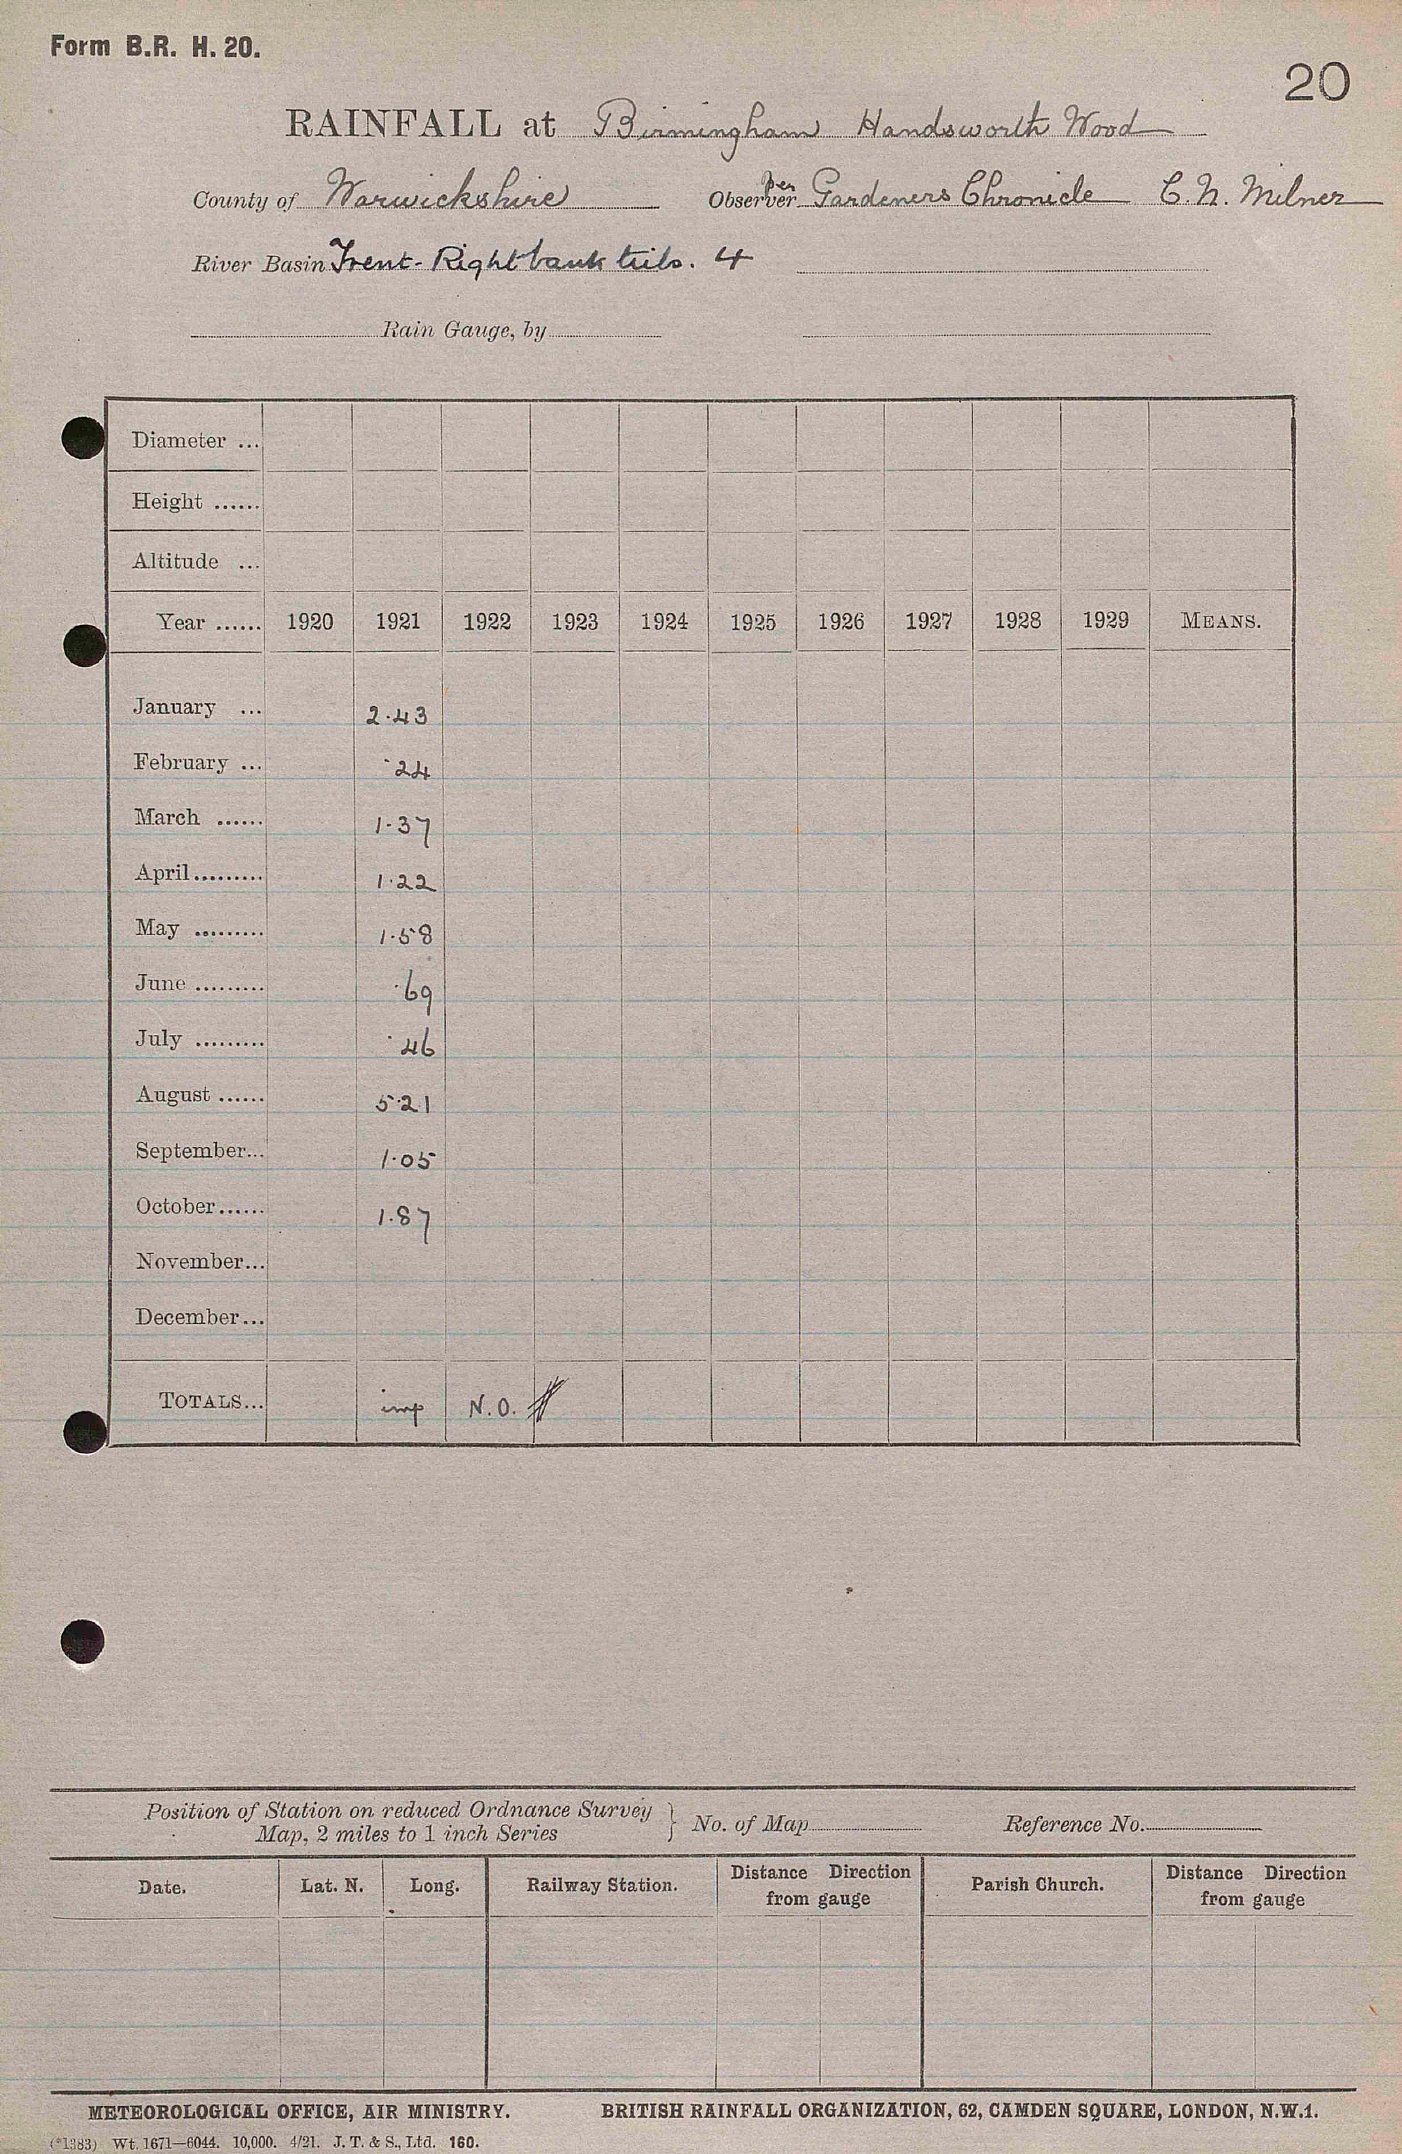 Form B.R. H. 20.
20
RAINFALL at Birmingham Handsworth Wood
County of Warwickshire Observer per Gardeners Chronicle C. N. Milner
River Basin Trent - Right bank tribs. 4
Rain Gauge, by
Diameter ...
Height ......
Altitude ...
Year ...... 1920 1921 1922 1923 1924 1925 1926 1927 1928 1929 MEANS.
January ... 2.43
February ... .24
March ...... 1.37
April......... 1.22
May ......... 1.58
June ......... .69
July ......... .46
August ...... 5.21
September... 1.05
October...... 1.87
November...
December...
TOTALS... imp N.O.
Position of Station on reduced Ordnance Survey
Map, 2 miles to 1 inch Series } No. of Map Reference No.
Date. Lat. N. Long. Railway Station. Distance Direction from gauge Parish Church. Distance Direction from gauge
METEOROLOGICAL OFFICE, AIR MINISTRY. BRITISH RAINFALL ORGANIZATION, 62, CAMDEN SQUARE, LONDON, N.W.1.
(*1383) Wt. 1671—6044. 10,000. 4/21. J. T. & S., Ltd. 160.